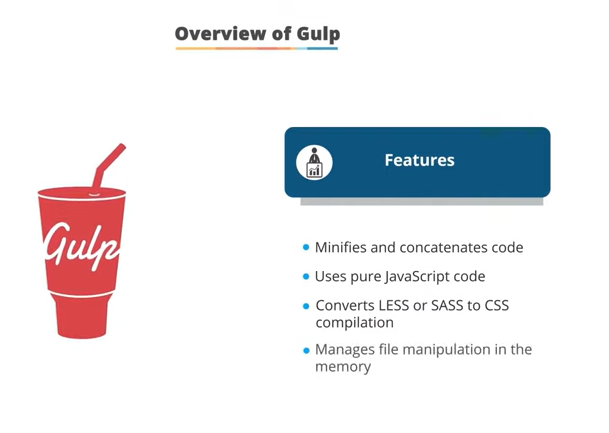 Overview of Gulp
Gulp
Features
Minifies and concatenates code
Uses pure JavaScript code
Converts LESS or SASS to CSS
compilation
Manages file manipulation in the
memory